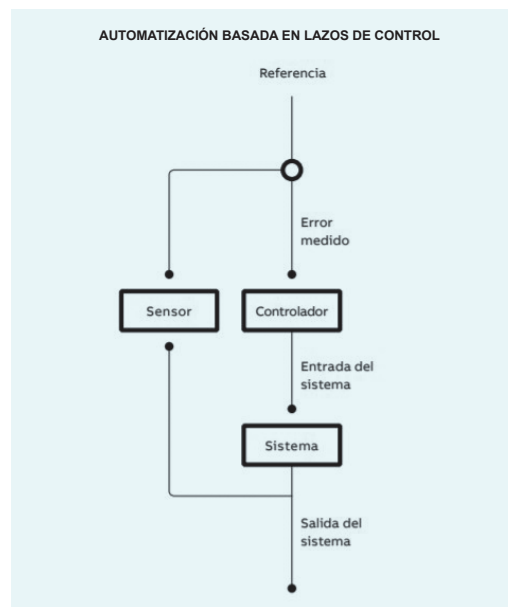 AUTOMATIZACIÓN BASADA EN LAZOS DE CONTROL
Referencia
Error
medido
Sensor
Controlador
Entrada del
sistema
Sistema
Salida del
sistema